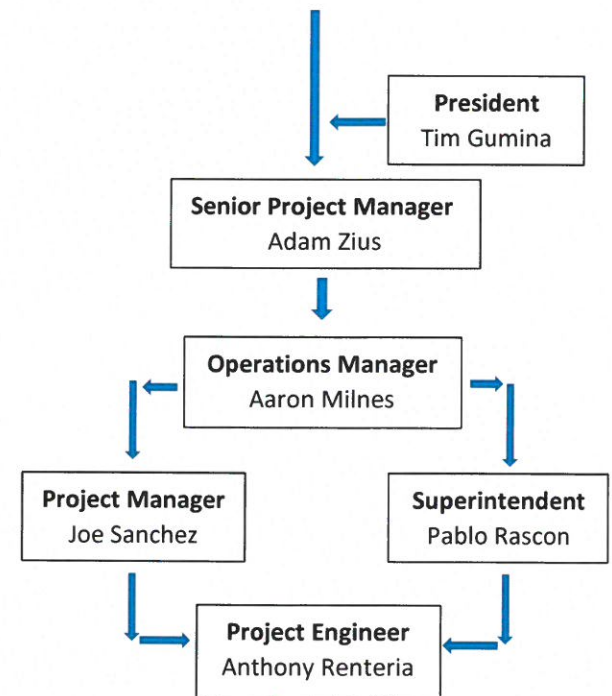 President
Tim Gumina
Senior Project Manager
Adam Zius
Operations Manager
Aaron Milnes
Project Manager
Joe Sanchez
Superintendent
Pablo Rascon
Project Engineer
Anthony Renteria